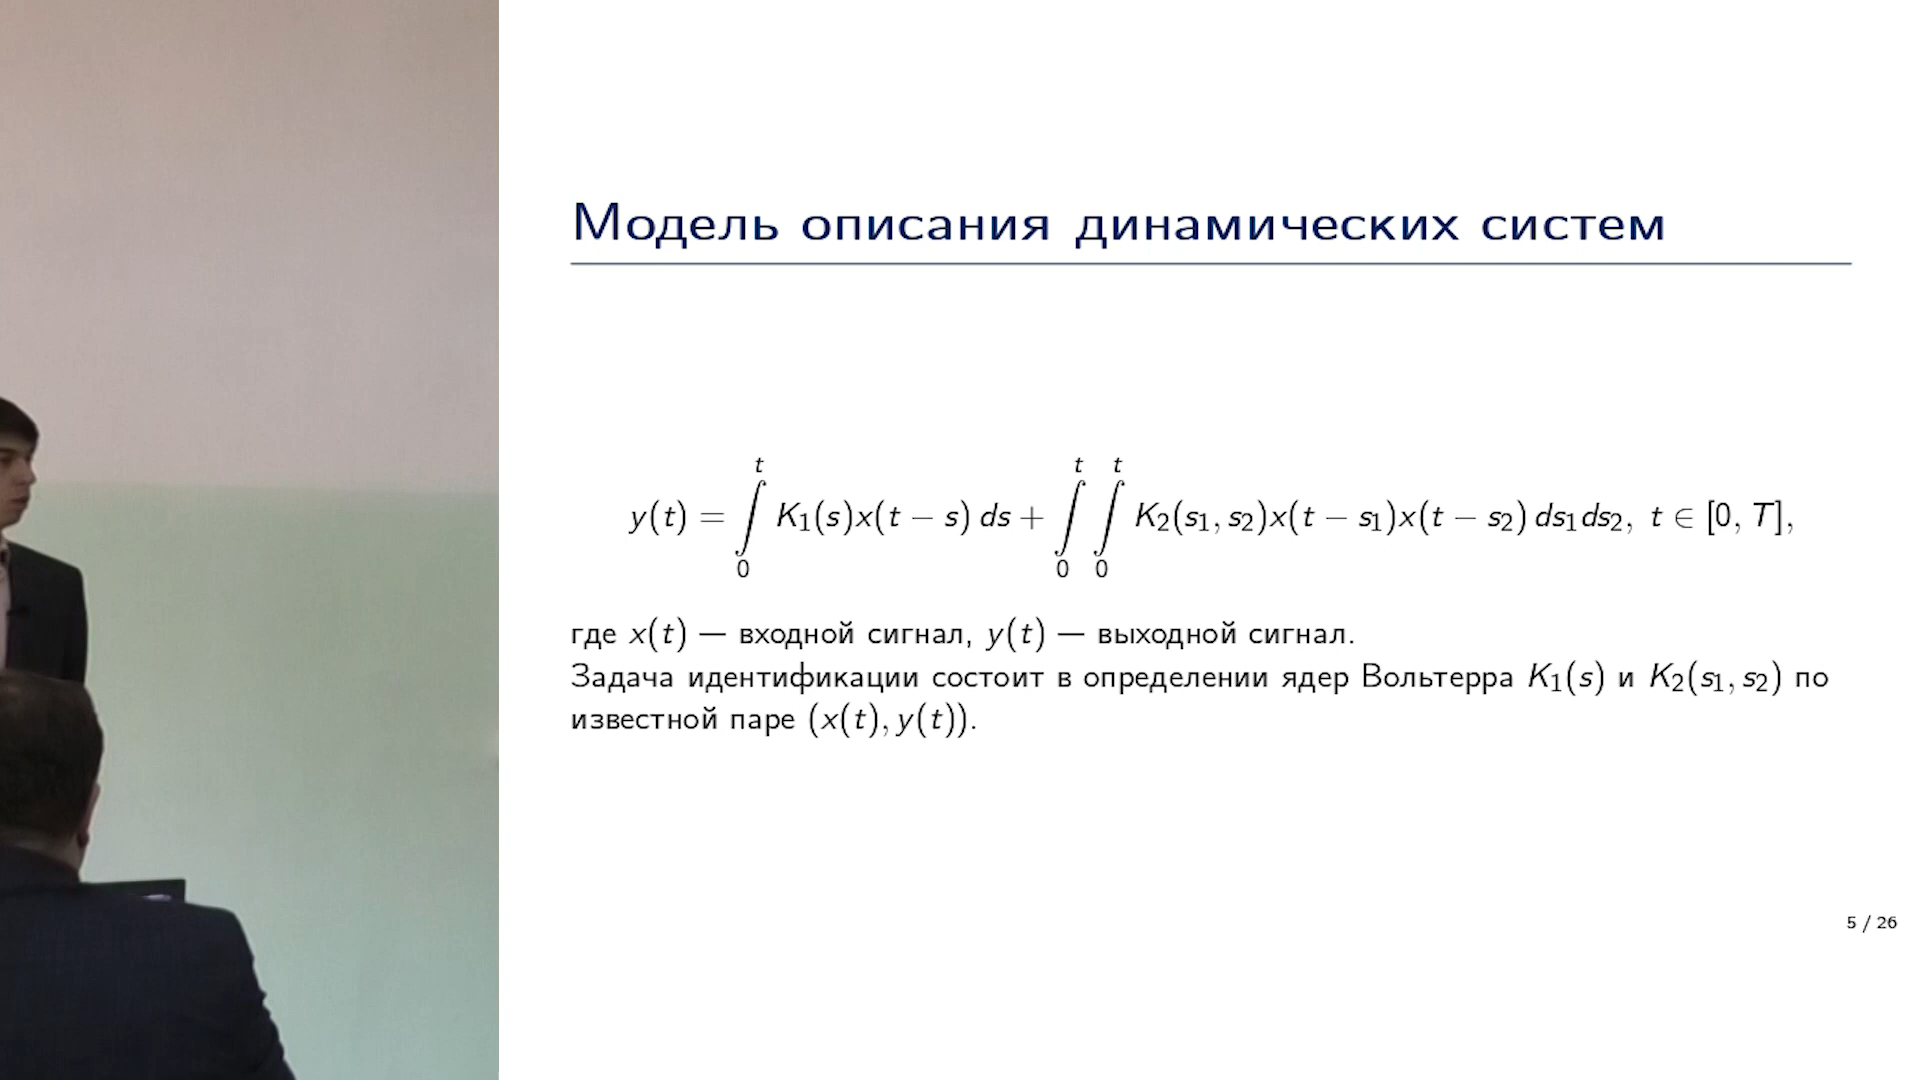 Модель описания динамических систем
y(t) = ∫₀ᵗ K₁(s)x(t − s) ds + ∫₀ᵗ ∫₀ᵗ K₂(s₁, s₂)x(t − s₁)x(t − s₂) ds₁ds₂, t ∈ [0, T],
где x(t) — входной сигнал, y(t) — выходной сигнал.
Задача идентификации состоит в определении ядер Вольтерра K₁(s) и K₂(s₁, s₂) по
известной паре (x(t), y(t)).
5 / 26